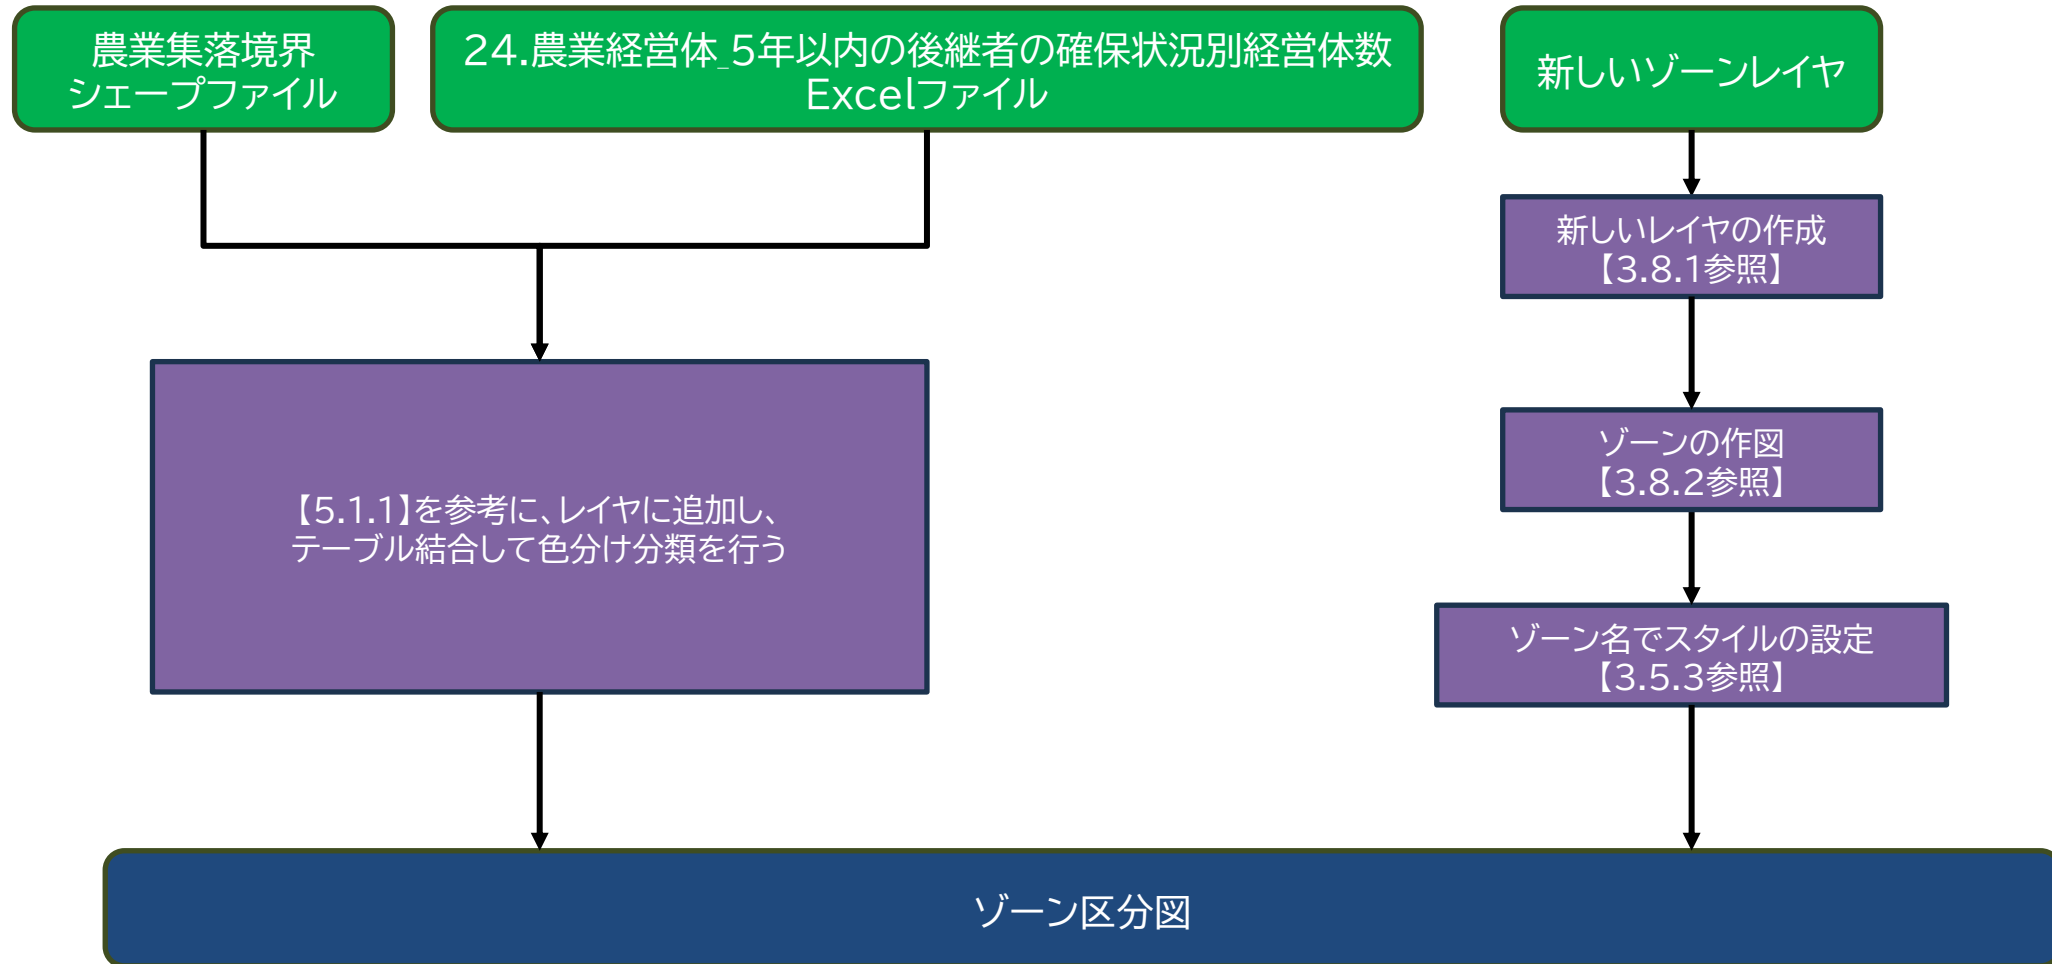 農業集落境界
シェープファイル
24.農業経営体_5年以内の後継者の確保状況別経営体数
Excelファイル
新しいゾーンレイヤ
新しいレイヤの作成
【3.8.1参照】
ゾーンの作図
【3.8.2参照】
【5.1.1】を参考に、レイヤに追加し、
テーブル結合して色分け分類を行う
ゾーン名でスタイルの設定
【3.5.3参照】
ゾーン区分図